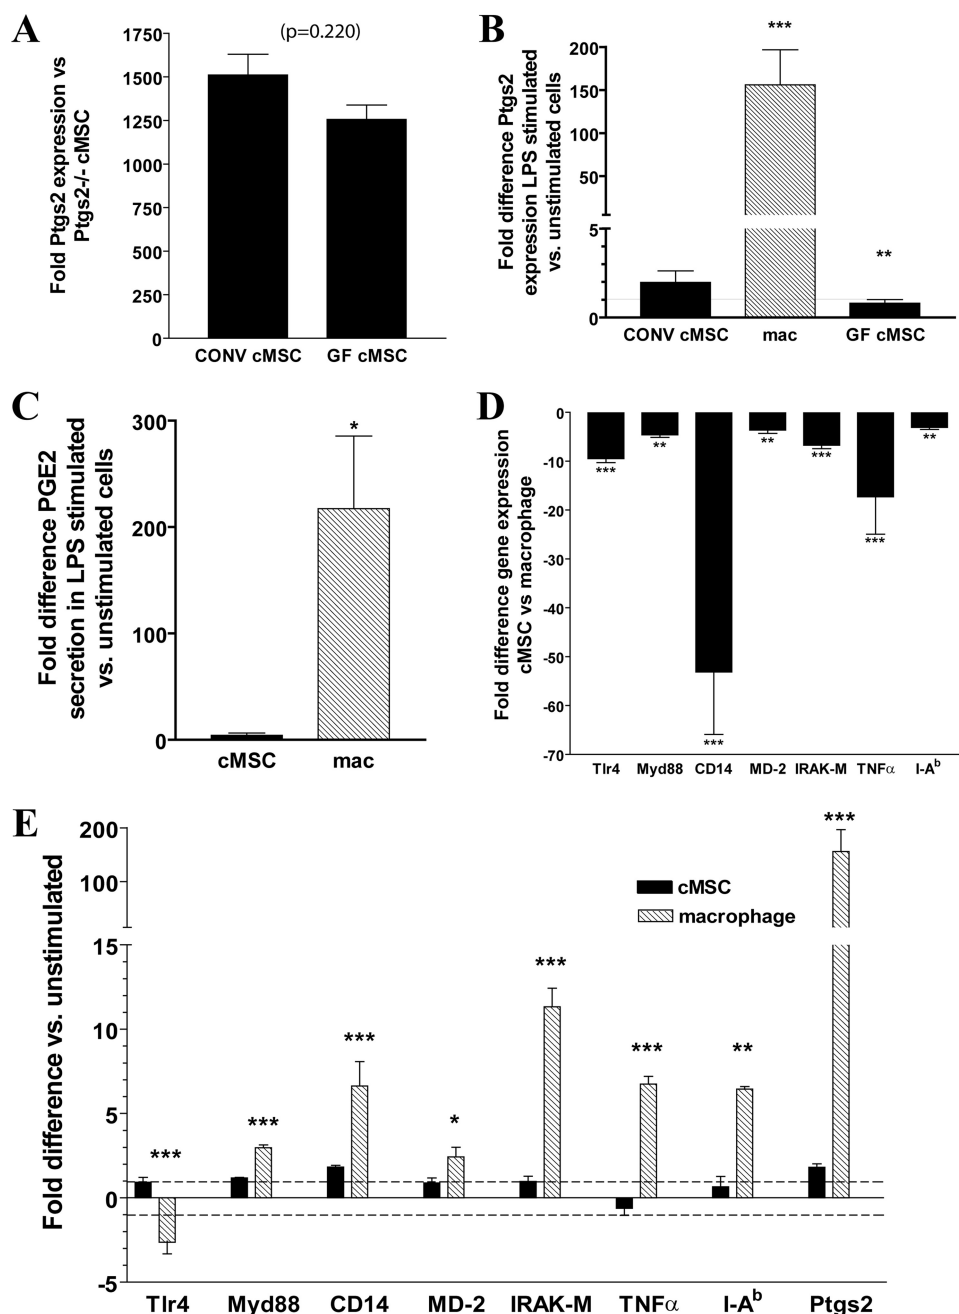 A
(p=0.220)
Fold Ptgs2 expression vs
Ptgs2-/- cMSC
1750
1500
1250
1000
750
500
250
0
CONV cMSC
GF cMSC
B
***
Fold difference Ptgs2
expression LPS stimulated
vs. unstimulated cells
200
150
100
50
5
0
**
CONV cMSC
mac
GF cMSC
C
*
Fold difference PGE2
secretion in LPS stimulated
vs. unstimulated cells
300
200
100
0
cMSC
mac
D
Fold difference gene expression
cMSC vs macrophage
0
-10
-20
-30
-40
-50
-60
-70
***
**
***
**
***
***
**
Tlr4
Myd88
CD14
MD-2
IRAK-M
TNFα
I-Aᵇ
E
Fold difference vs. unstimulated
200
100
15
10
5
0
-5
cMSC
macrophage
***
***
***
*
***
***
**
***
Tlr4
Myd88
CD14
MD-2
IRAK-M
TNFα
I-Aᵇ
Ptgs2